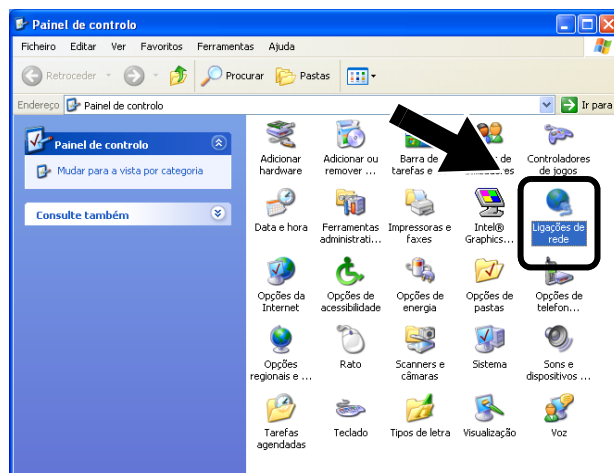 Painel de controlo
Ficheiro Editar Ver Favoritos Ferramentas Ajuda
Retroceder Procurar Pastas
Endereço Painel de controlo Ir para
Painel de controlo
Mudar para a vista por categoria
Consulte também
Adicionar hardware
Adicionar ou remover ...
Barra de tarefas e
de
Controladores de jogos
Data e hora
Ferramentas administrati...
Impressoras e faxes
Intel® Graphics...
Ligações de rede
Opções da Internet
Opções de acessibilidade
Opções de energia
Opções de pastas
Opções de telefon...
Opções regionais e ...
Rato
Scanners e câmaras
Sistema
Sons e dispositivos ...
Tarefas agendadas
Teclado
Tipos de letra
Visualização
Voz